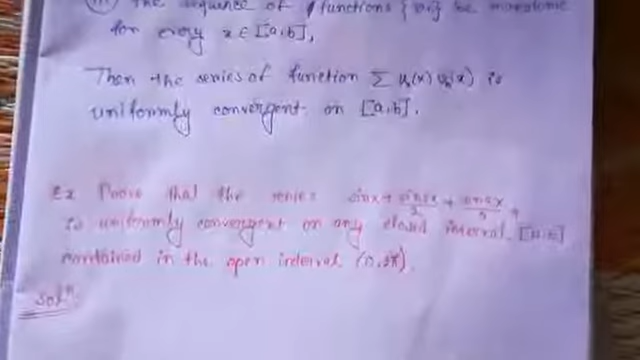 (iii) The sequence of functions {vn} be monotonic
for every x ∈ [a,b],
Then the series of function ∑ un(x) vn(x) is
uniformly convergent on [a,b].
Ex Prove that the series sinx + sin2x/2 + sin3x/3 +
is uniformly convergent on any closed interval [a,b]
contained in the open interval (0,2π).
Solⁿ